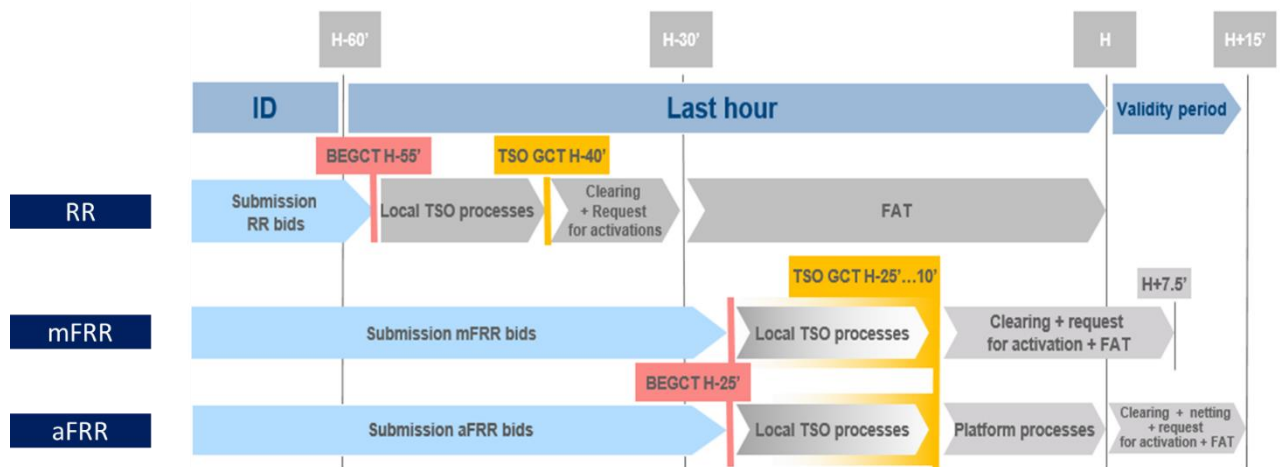 H-60'
H-30'
H
H+15'
ID
Last hour
Validity period
BEGCT H-55'
TSO GCT H-40'
RR
Submission
RR bids
Local TSO processes
Clearing
+ Request
for activations
FAT
TSO GCT H-25'...10'
H+7.5'
mFRR
Submission mFRR bids
Local TSO processes
Clearing + request
for activation + FAT
BEGCT H-25'
aFRR
Submission aFRR bids
Local TSO processes
Platform processes
Clearing + netting
+ request
for activation + FAT